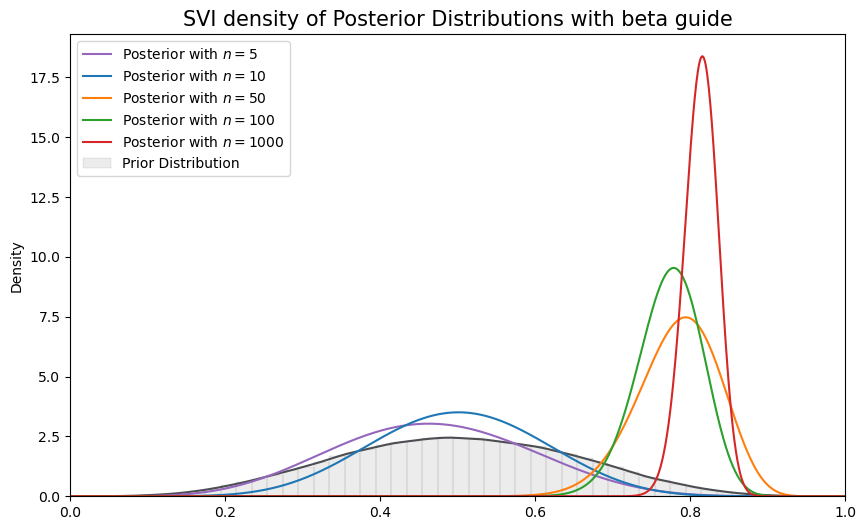 SVI density of Posterior Distributions with beta guide
Posterior with n = 5
Posterior with n = 10
Posterior with n = 50
Posterior with n = 100
Posterior with n = 1000
Prior Distribution
Density
17.5
15.0
12.5
10.0
7.5
5.0
2.5
0.0
0.0 0.2 0.4 0.6 0.8 1.0